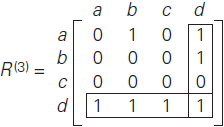 a b c d
a 0 1 0 1
R(3) = b 0 0 0 1
c 0 0 0 0
d 1 1 1 1